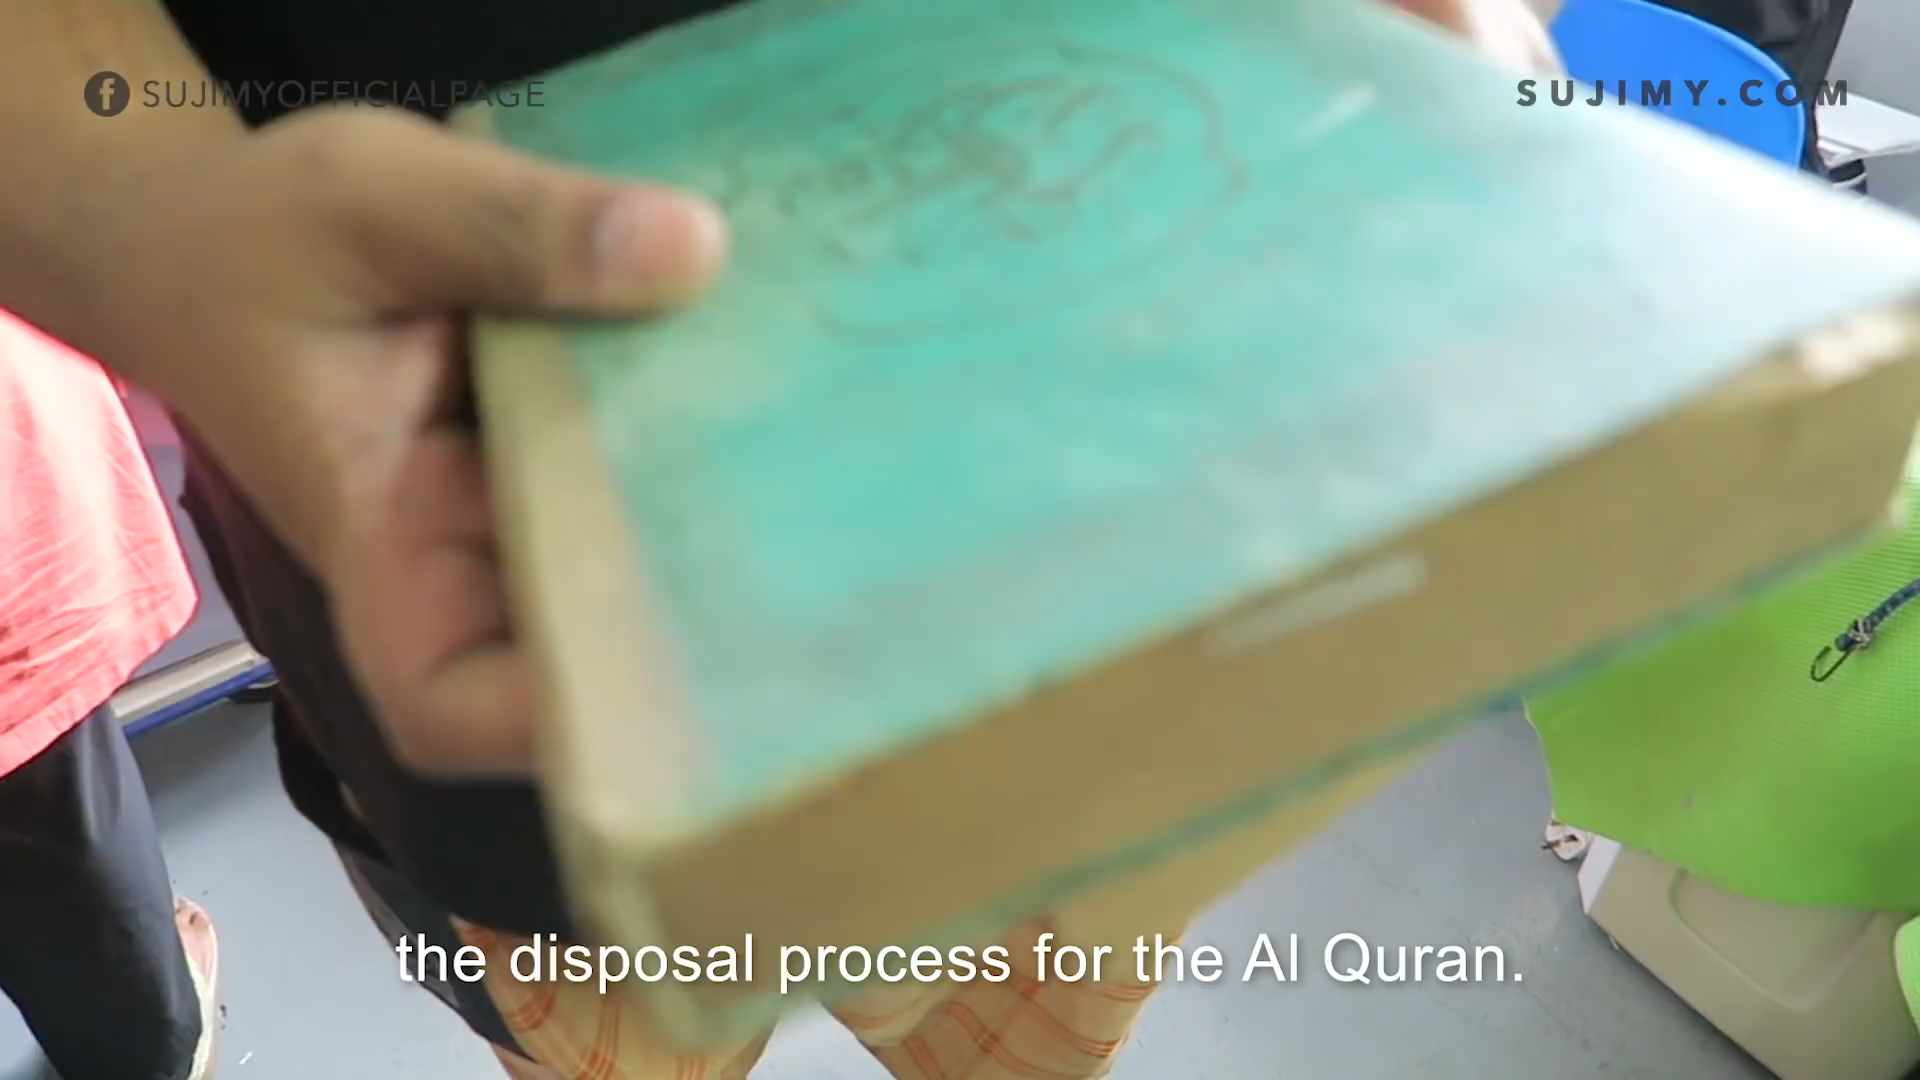 SUJIMYOFFICIALPAGE
SUJIMY.COM
the disposal process for the Al Quran.